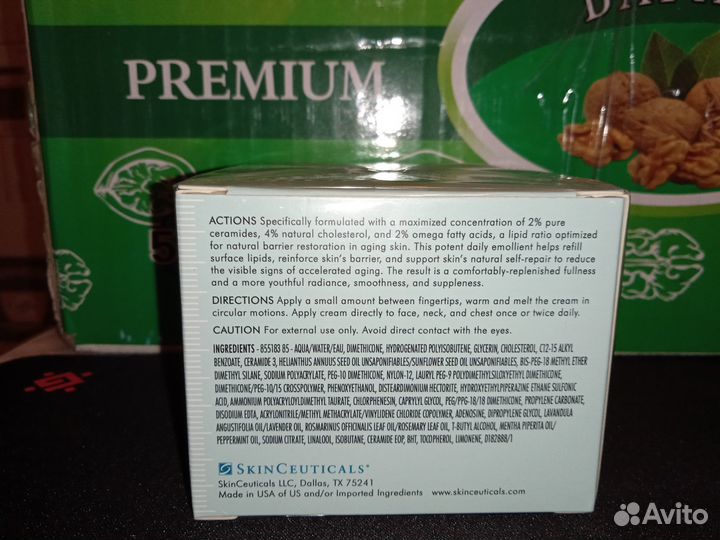 PREMIUM
ACTIONS Specifically formulated with a maximized concentration of 2% pure
ceramides, 4% natural cholesterol, and 2% omega fatty acids, a lipid ratio optimized
for natural barrier restoration in aging skin. This potent daily emollient helps refill
surface lipids, reinforce skin's barrier, and support skin's natural self-repair to reduce
the visible signs of accelerated aging. The result is a comfortably-replenished fullness
and a more youthful radiance, smoothness, and suppleness.
DIRECTIONS Apply a small amount between fingertips, warm and melt the cream in
circular motions. Apply cream directly to face, neck, and chest once or twice daily.
CAUTION For external use only. Avoid direct contact with the eyes.
INGREDIENTS - 855183 85 - AQUA/WATER/EAU, DIMETHICONE, HYDROGENATED POLYISOBUTENE, GLYCERIN, CHOLESTEROL, C12-15 ALKYL
BENZOATE, CERAMIDE 3, HELIANTHUS ANNUUS SEED OIL UNSAPONIFIABLES/SUNFLOWER SEED OIL UNSAPONIFIABLES, BIS-PEG-18 METHYL ETHER
DIMETHYL SILANE, SODIUM POLYACRYLATE, PEG-10 DIMETHICONE, NYLON-12, LAURYL PEG-9 POLYDIMETHYLSILOXYETHYL DIMETHICONE,
DIMETHICONE/PEG-10/15 CROSSPOLYMER, PHENOXYETHANOL, DISTEARDIMONIUM HECTORITE, HYDROXYETHYLPIPERAZINE ETHANE SULFONIC
ACID, AMMONIUM POLYACRYLOYLDIMETHYL TAURATE, CHLORPHENESIN, CAPRYLYL GLYCOL, PEG/PPG-18/18 DIMETHICONE, PROPYLENE CARBONATE,
DISODIUM EDTA, ACRYLONITRILE/METHYL METHACRYLATE/VINYLIDENE CHLORIDE COPOLYMER, ADENOSINE, DIPROPYLENE GLYCOL, LAVANDULA
ANGUSTIFOLIA OIL/LAVENDER OIL, ROSMARINUS OFFICINALIS LEAF OIL/ROSEMARY LEAF OIL, T-BUTYL ALCOHOL, MENTHA PIPERITA OIL/
PEPPERMINT OIL, SODIUM CITRATE, LINALOOL, ISOBUTANE, CERAMIDE EOP, BHT, TOCOPHEROL, LIMONENE, D182888/1
SKINCEUTICALS®
SkinCeuticals LLC, Dallas, TX 75241
Made in USA of US and/or Imported Ingredients www.skinceuticals.com
Avito